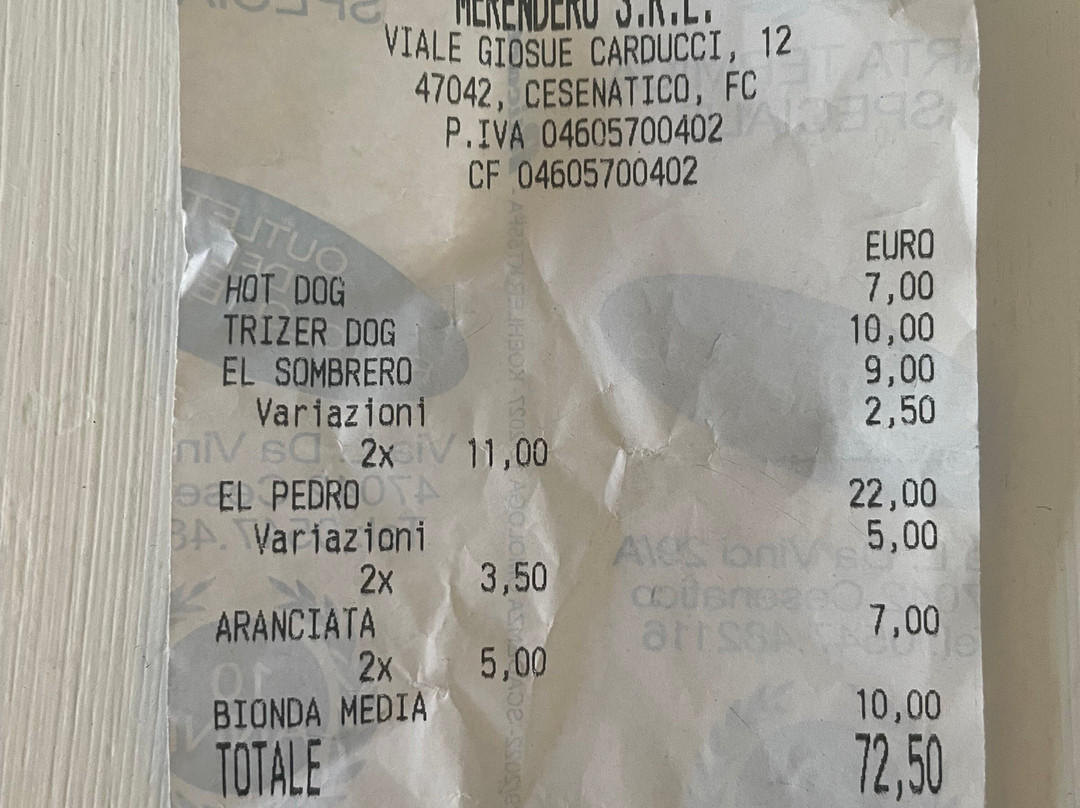 MERENDERO S.R.L.
VIALE GIOSUE CARDUCCI, 12
47042, CESENATICO, FC
P.IVA 04605700402
CF 04605700402
EURO
HOT DOG 7,00
TRIZER DOG 10,00
EL SOMBRERO 9,00
Variazioni 2,50
2x 11,00
EL PEDRO 22,00
Variazioni 5,00
2x 3,50
ARANCIATA 7,00
2x 5,00
BIONDA MEDIA 10,00
TOTALE 72,50